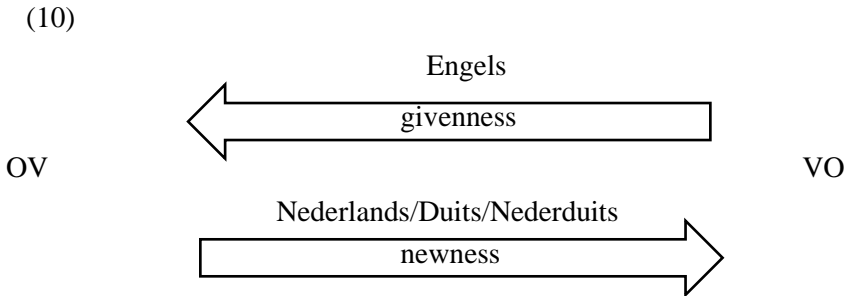 (10)
Engels
givenness
OV VO
Nederlands/Duits/Nederduits
newness